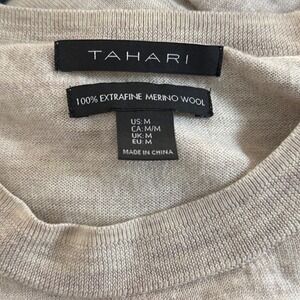 TAHARI
100% EXTRAFINE MERINO WOOL
US: M
CA: M/M
UK: M
EU: M
MADE IN CHINA